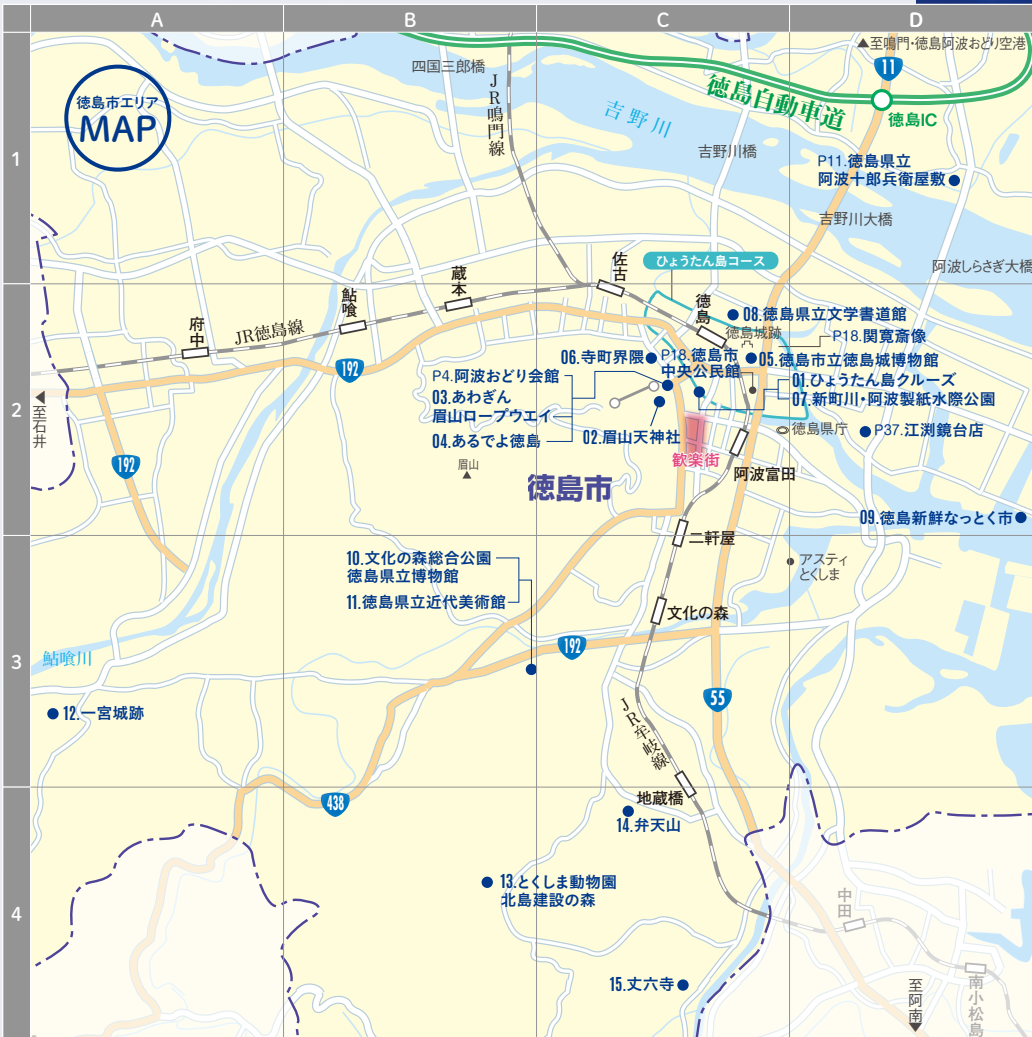 A
B
C
D
1
2
3
4
徳島市エリア
MAP
四国三郎橋
JR鳴門線
吉野川
徳島自動車道
▲至鳴門・徳島阿波おどり空港
11
徳島IC
吉野川橋
P11.徳島県立
阿波十郎兵衛屋敷
吉野川大橋
阿波しらさぎ大橋
ひょうたん島コース
佐古
蔵本
鮎喰
府中
JR徳島線
徳島
08.徳島県立文学書道館
徳島城跡
P18.関寛斎像
06.寺町界隈
P18.徳島市
中央公民館
05.徳島市立徳島城博物館
192
P4.阿波おどり会館
03.あわぎん
眉山ロープウエイ
04.あるでよ徳島
01.ひょうたん島クルーズ
07.新町川・阿波製紙水際公園
02.眉山天神社
徳島県庁
P37.江渕鏡台店
◀至石井
歓楽街
阿波富田
眉山
▲
192
徳島市
09.徳島新鮮なっとく市
二軒屋
10.文化の森総合公園
徳島県立博物館
11.徳島県立近代美術館
アスティ
とくしま
文化の森
鮎喰川
192
12.一宮城跡
55
JR牟岐線
438
地蔵橋
14.弁天山
13.とくしま動物園
北島建設の森
中田
15.丈六寺
南小松島
至阿南▼